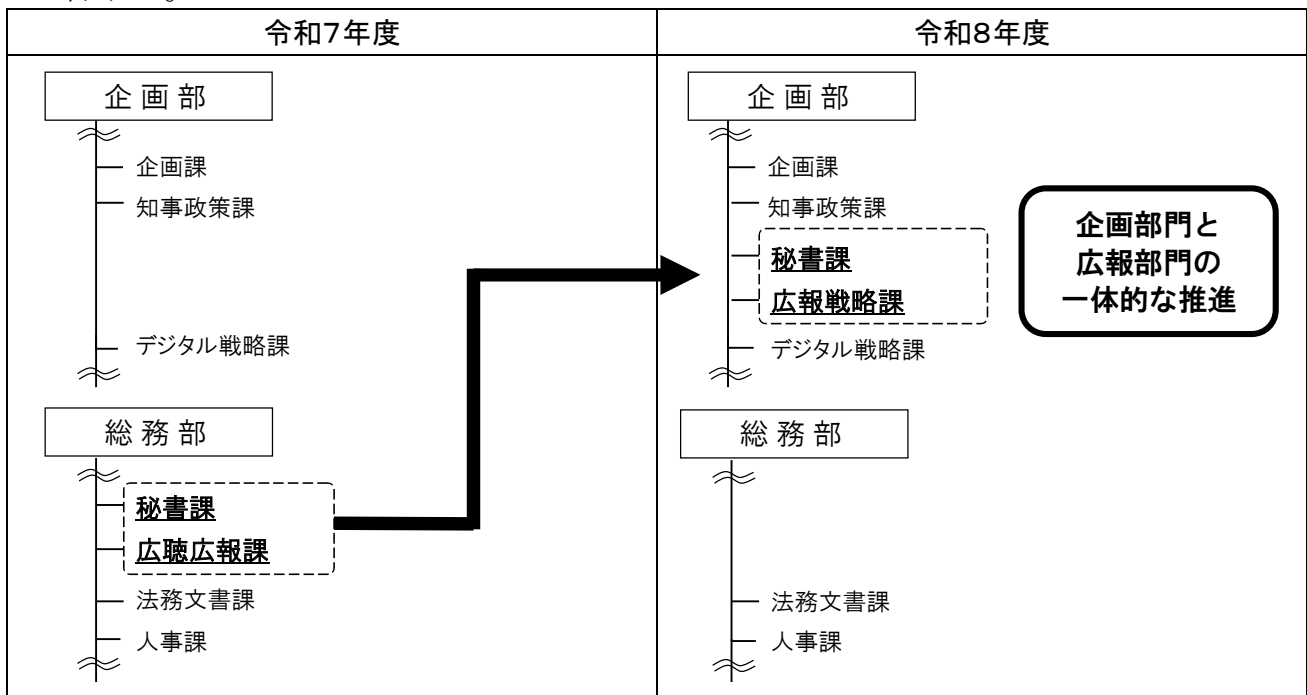 令和7年度
令和8年度
企画部
企画課
知事政策課
デジタル戦略課
総務部
秘書課
広聴広報課
法務文書課
人事課
企画部
企画課
知事政策課
秘書課
広報戦略課
デジタル戦略課
企画部門と
広報部門の
一体的な推進
総務部
法務文書課
人事課